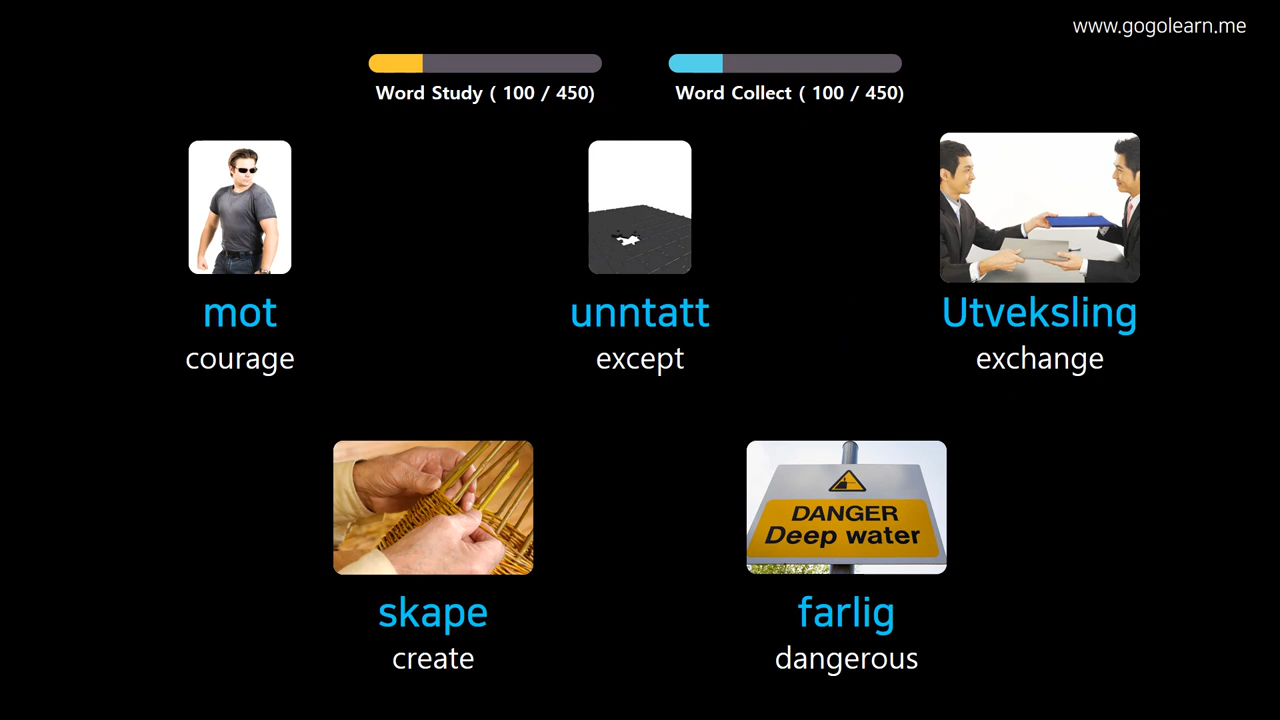 www.gogolearn.me
Word Study ( 100 / 450)
Word Collect ( 100 / 450)
mot
courage
unntatt
except
Utveksling
exchange
DANGER
Deep water
skape
create
farlig
dangerous